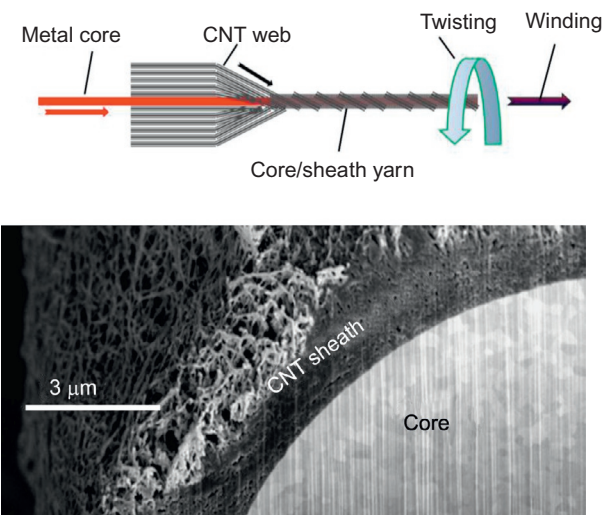 Metal core
CNT web
Twisting
Winding
Core/sheath yarn
3 μm
CNT sheath
Core